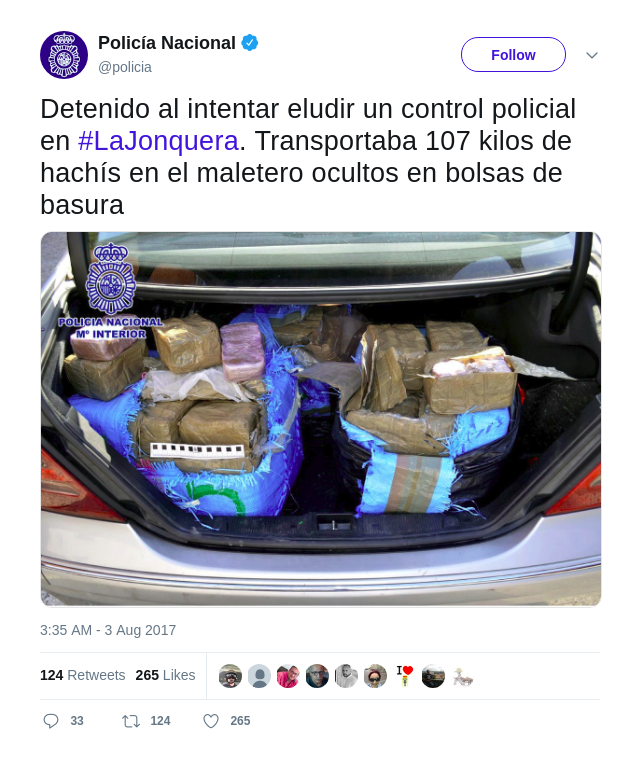 Policía Nacional
@policia
Follow
Detenido al intentar eludir un control policial
en #LaJonquera. Transportaba 107 kilos de
hachís en el maletero ocultos en bolsas de
basura
POLICIA NACIONAL
Mº INTERIOR
3:35 AM - 3 Aug 2017
124 Retweets 265 Likes
33 124 265